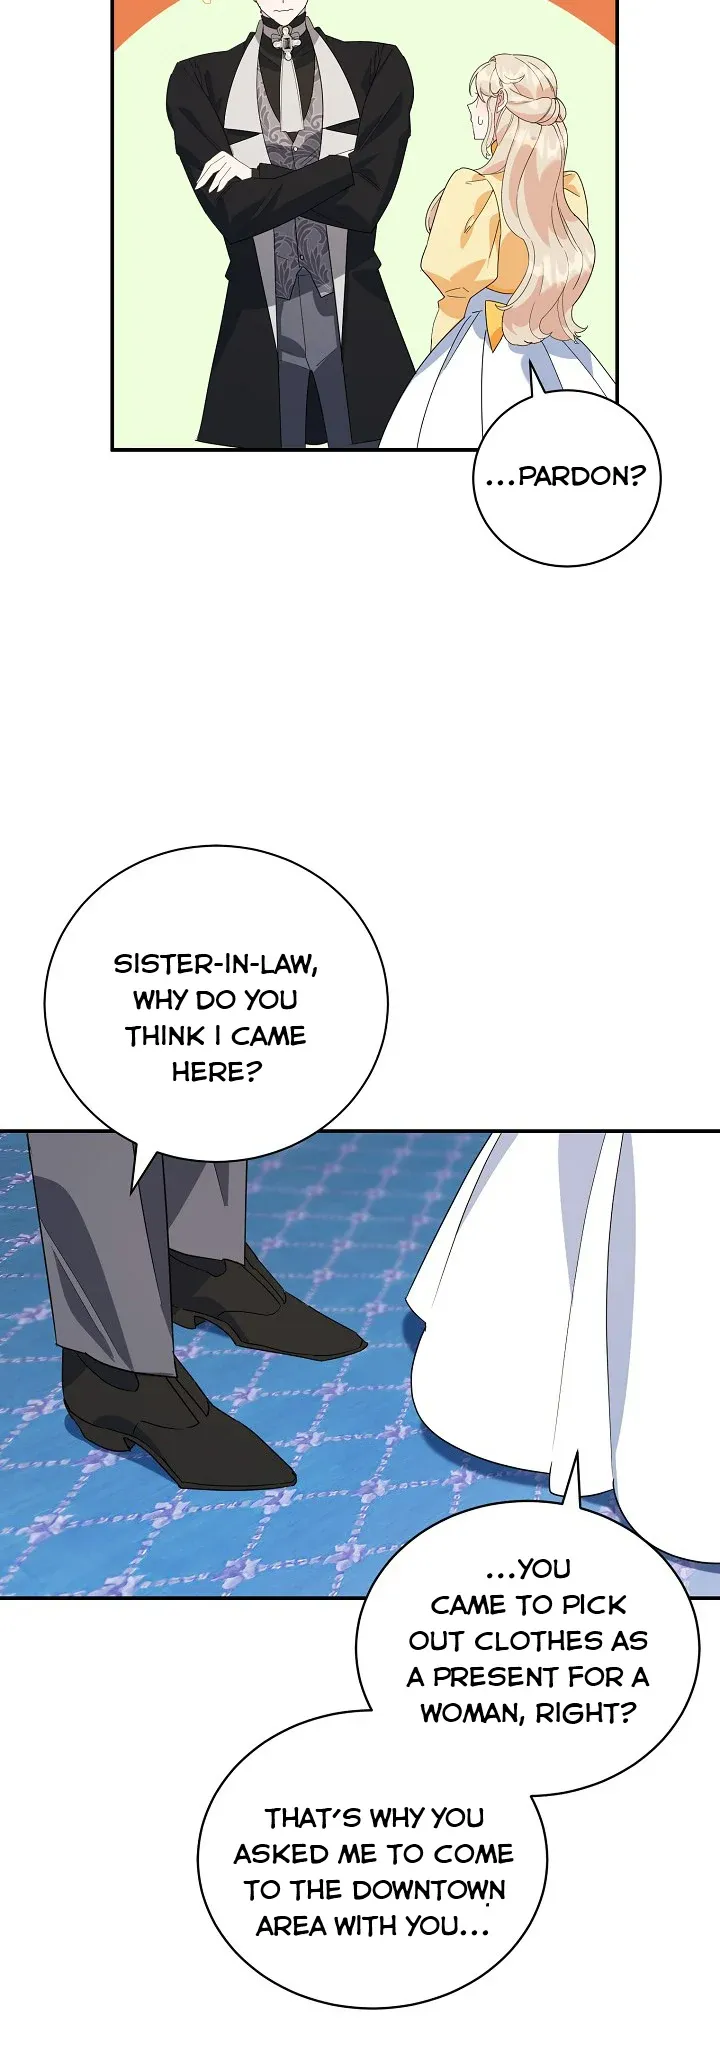 ...PARDON?
SISTER-IN-LAW,
WHY DO YOU
THINK I CAME
HERE?
...YOU
CAME TO PICK
OUT CLOTHES AS
A PRESENT FOR A
WOMAN, RIGHT?
THAT'S WHY YOU
ASKED ME TO COME
TO THE DOWNTOWN
AREA WITH YOU...